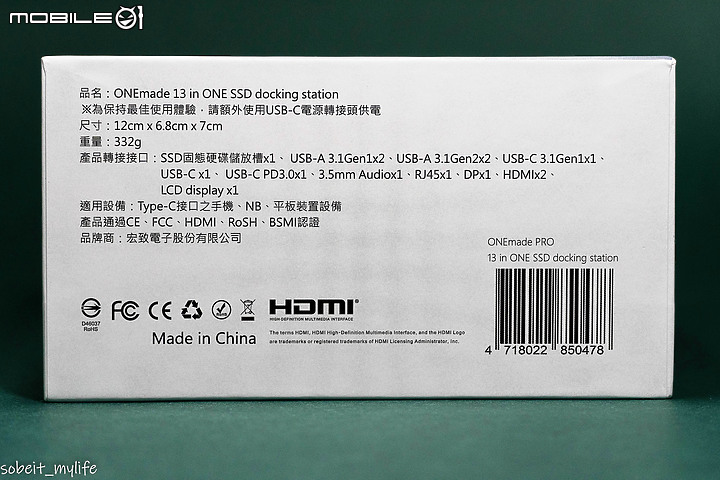 MOBILE01
品名：ONEmade 13 in ONE SSD docking station
※為保持最佳使用體驗，請額外使用USB-C電源轉接頭供電
尺寸：12cm x 6.8cm x 7cm
重量：332g
產品轉接接口：SSD固態硬碟儲放槽x1、USB-A 3.1Gen1x2、USB-A 3.1Gen2x2、USB-C 3.1Gen1x1、
USB-C x1、USB-C PD3.0x1、3.5mm Audiox1、RJ45x1、DPx1、HDMIx2、
LCD display x1
適用設備：Type-C接口之手機、NB、平板裝置設備
產品通過CE、FCC、HDMI、RoSH、BSMI認證
品牌商：宏致電子股份有限公司
ONEmade PRO
13 in ONE SSD docking station
D46037
RoHS
FC CE
HDMI®
HIGH-DEFINITION MULTIMEDIA INTERFACE
Made in China
The terms HDMI, HDMI High-Definition Multimedia Interface, and the HDMI Logo
are trademarks or registered trademarks of HDMI Licensing Administrator, Inc.
4 718022 850478
sobeit_mylife